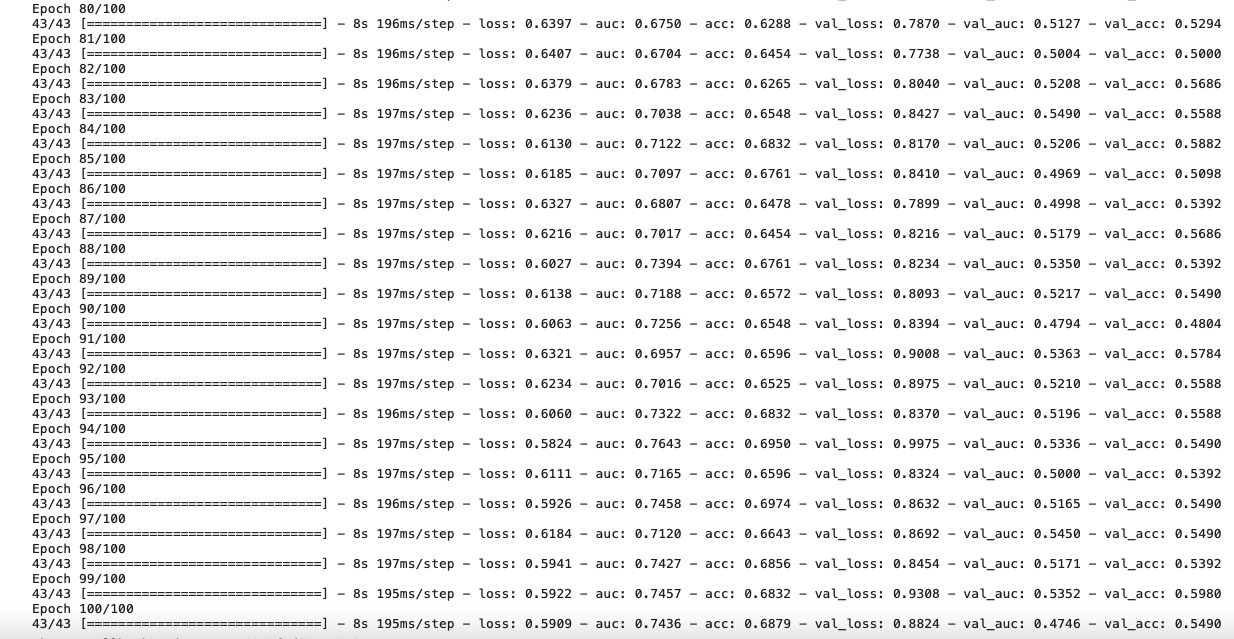 Epoch 80/100
43/43 [==============================] - 8s 196ms/step - loss: 0.6397 - auc: 0.6750 - acc: 0.6288 - val_loss: 0.7870 - val_auc: 0.5127 - val_acc: 0.5294
Epoch 81/100
43/43 [==============================] - 8s 196ms/step - loss: 0.6407 - auc: 0.6704 - acc: 0.6454 - val_loss: 0.7738 - val_auc: 0.5004 - val_acc: 0.5000
Epoch 82/100
43/43 [==============================] - 8s 196ms/step - loss: 0.6379 - auc: 0.6783 - acc: 0.6265 - val_loss: 0.8040 - val_auc: 0.5208 - val_acc: 0.5686
Epoch 83/100
43/43 [==============================] - 8s 197ms/step - loss: 0.6236 - auc: 0.7038 - acc: 0.6548 - val_loss: 0.8427 - val_auc: 0.5490 - val_acc: 0.5588
Epoch 84/100
43/43 [==============================] - 8s 197ms/step - loss: 0.6130 - auc: 0.7122 - acc: 0.6832 - val_loss: 0.8170 - val_auc: 0.5206 - val_acc: 0.5882
Epoch 85/100
43/43 [==============================] - 8s 197ms/step - loss: 0.6185 - auc: 0.7097 - acc: 0.6761 - val_loss: 0.8410 - val_auc: 0.4969 - val_acc: 0.5098
Epoch 86/100
43/43 [==============================] - 8s 197ms/step - loss: 0.6327 - auc: 0.6807 - acc: 0.6478 - val_loss: 0.7899 - val_auc: 0.4998 - val_acc: 0.5392
Epoch 87/100
43/43 [==============================] - 8s 197ms/step - loss: 0.6216 - auc: 0.7017 - acc: 0.6454 - val_loss: 0.8216 - val_auc: 0.5179 - val_acc: 0.5686
Epoch 88/100
43/43 [==============================] - 8s 197ms/step - loss: 0.6027 - auc: 0.7394 - acc: 0.6761 - val_loss: 0.8234 - val_auc: 0.5350 - val_acc: 0.5392
Epoch 89/100
43/43 [==============================] - 8s 197ms/step - loss: 0.6138 - auc: 0.7188 - acc: 0.6572 - val_loss: 0.8093 - val_auc: 0.5217 - val_acc: 0.5490
Epoch 90/100
43/43 [==============================] - 8s 197ms/step - loss: 0.6063 - auc: 0.7256 - acc: 0.6548 - val_loss: 0.8394 - val_auc: 0.4794 - val_acc: 0.4804
Epoch 91/100
43/43 [==============================] - 8s 197ms/step - loss: 0.6321 - auc: 0.6957 - acc: 0.6596 - val_loss: 0.9008 - val_auc: 0.5363 - val_acc: 0.5784
Epoch 92/100
43/43 [==============================] - 8s 197ms/step - loss: 0.6234 - auc: 0.7016 - acc: 0.6525 - val_loss: 0.8975 - val_auc: 0.5210 - val_acc: 0.5588
Epoch 93/100
43/43 [==============================] - 8s 196ms/step - loss: 0.6060 - auc: 0.7322 - acc: 0.6832 - val_loss: 0.8370 - val_auc: 0.5196 - val_acc: 0.5588
Epoch 94/100
43/43 [==============================] - 8s 197ms/step - loss: 0.5824 - auc: 0.7643 - acc: 0.6950 - val_loss: 0.9975 - val_auc: 0.5336 - val_acc: 0.5490
Epoch 95/100
43/43 [==============================] - 8s 197ms/step - loss: 0.6111 - auc: 0.7165 - acc: 0.6596 - val_loss: 0.8324 - val_auc: 0.5000 - val_acc: 0.5392
Epoch 96/100
43/43 [==============================] - 8s 196ms/step - loss: 0.5926 - auc: 0.7458 - acc: 0.6974 - val_loss: 0.8632 - val_auc: 0.5165 - val_acc: 0.5490
Epoch 97/100
43/43 [==============================] - 8s 197ms/step - loss: 0.6184 - auc: 0.7120 - acc: 0.6643 - val_loss: 0.8692 - val_auc: 0.5450 - val_acc: 0.5490
Epoch 98/100
43/43 [==============================] - 8s 197ms/step - loss: 0.5941 - auc: 0.7427 - acc: 0.6856 - val_loss: 0.8454 - val_auc: 0.5171 - val_acc: 0.5392
Epoch 99/100
43/43 [==============================] - 8s 195ms/step - loss: 0.5922 - auc: 0.7457 - acc: 0.6832 - val_loss: 0.9308 - val_auc: 0.5352 - val_acc: 0.5980
Epoch 100/100
43/43 [==============================] - 8s 195ms/step - loss: 0.5909 - auc: 0.7436 - acc: 0.6879 - val_loss: 0.8824 - val_auc: 0.4746 - val_acc: 0.5490